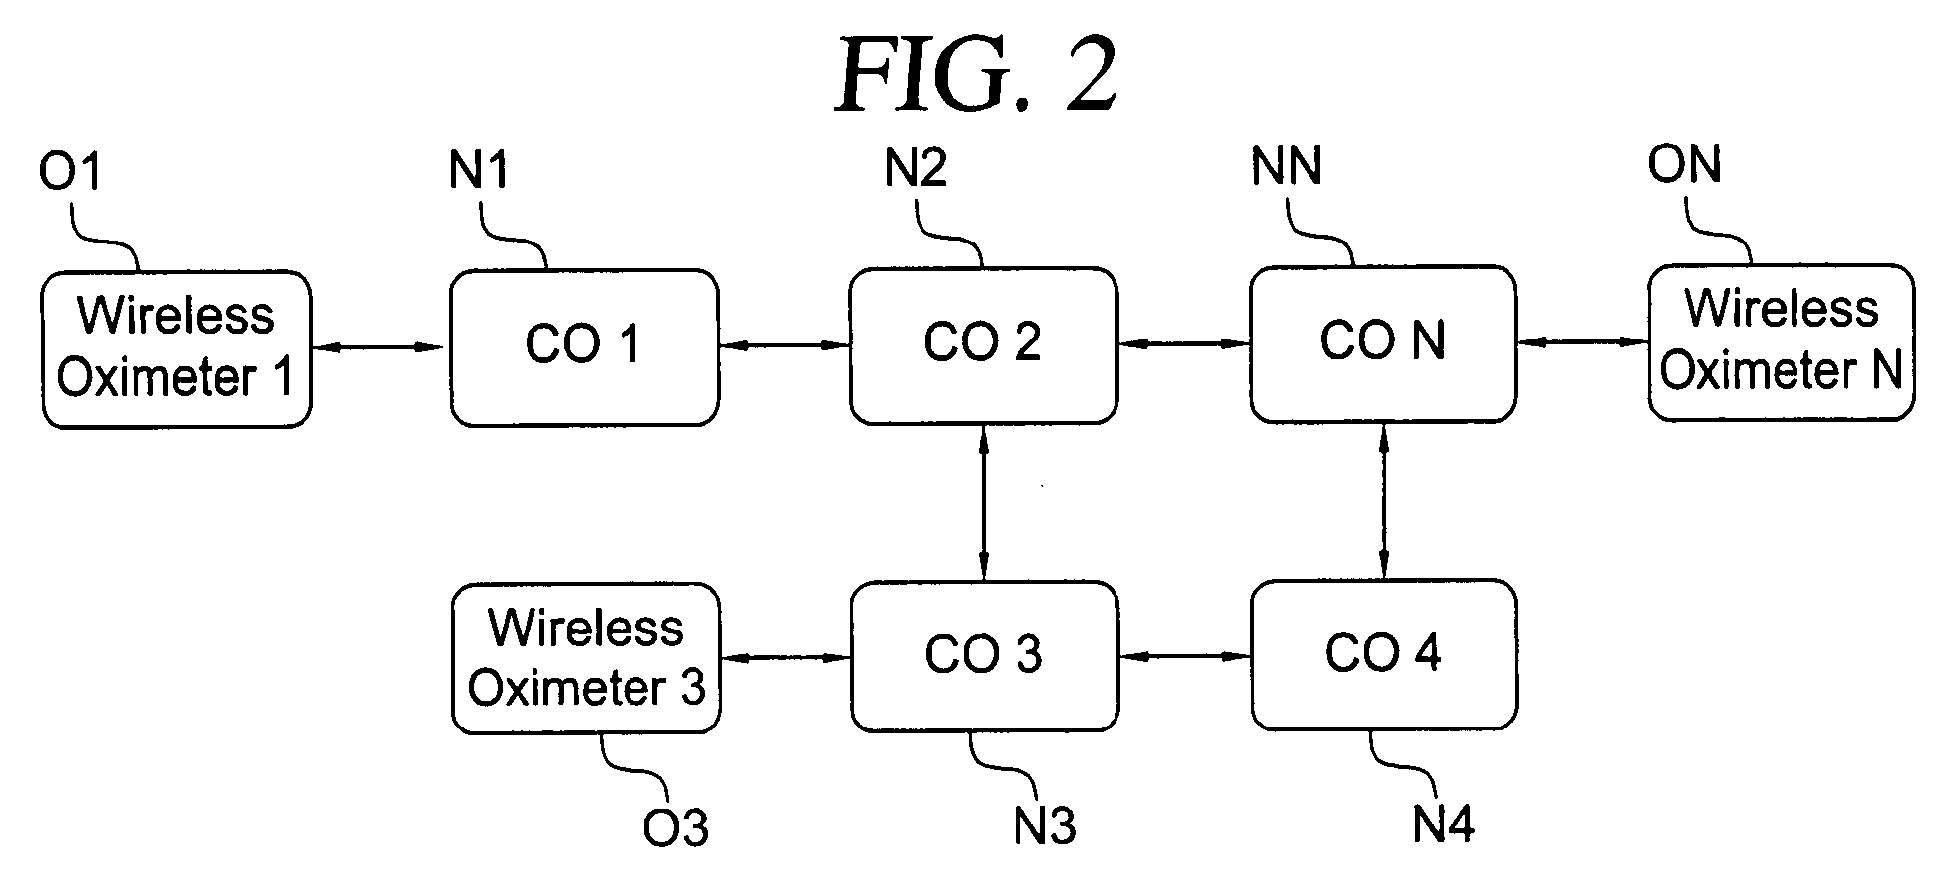 FIG. 2
O1
N1
N2
NN
ON
Wireless
Oximeter 1
CO 1
CO 2
CO N
Wireless
Oximeter N
Wireless
Oximeter 3
CO 3
CO 4
O3
N3
N4